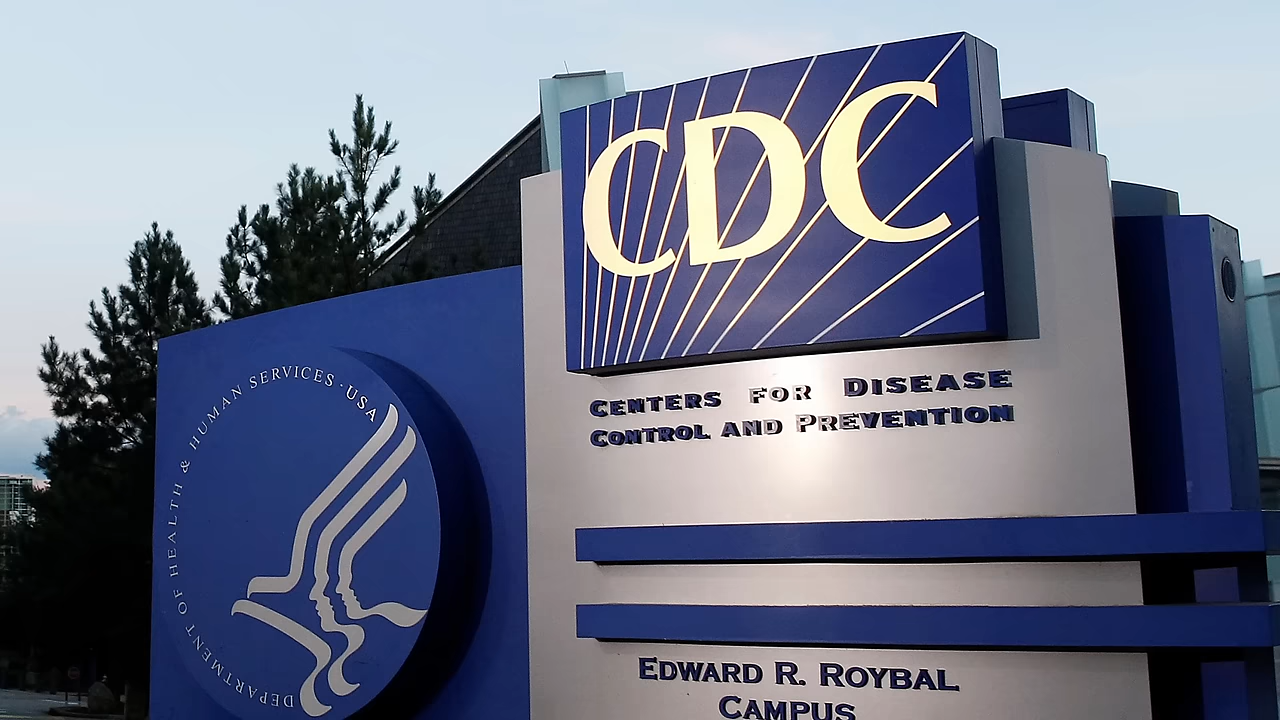 CDC
CENTERS FOR DISEASE
CONTROL AND PREVENTION
EDWARD R. ROYBAL
CAMPUS
DEPARTMENT OF HEALTH & HUMAN SERVICES · USA